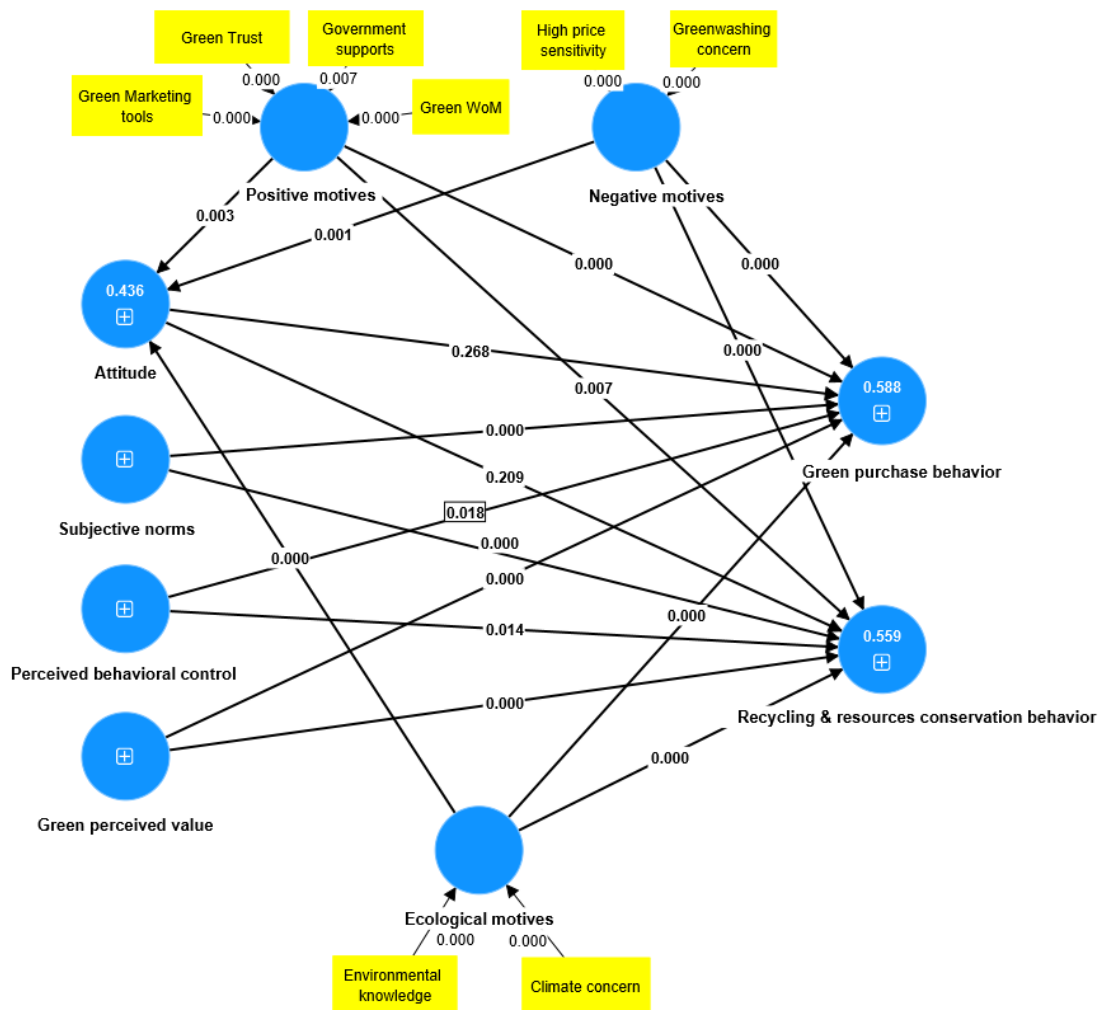 Green Trust
Government
supports
High price
sensitivity
Greenwashing
concern
Green Marketing
tools
Green WoM
0.000
0.007
0.000
0.000
0.000
0.000
Positive motives
Negative motives
0.003
0.001
0.000
0.000
0.436
Attitude
0.268
0.007
0.000
0.588
Green purchase behavior
0.000
0.209
Subjective norms
0.018
0.000
0.000
0.000
0.000
0.014
0.559
Perceived behavioral control
0.000
Recycling & resources conservation behavior
0.000
Green perceived value
Ecological motives
0.000
0.000
Environmental
knowledge
Climate concern